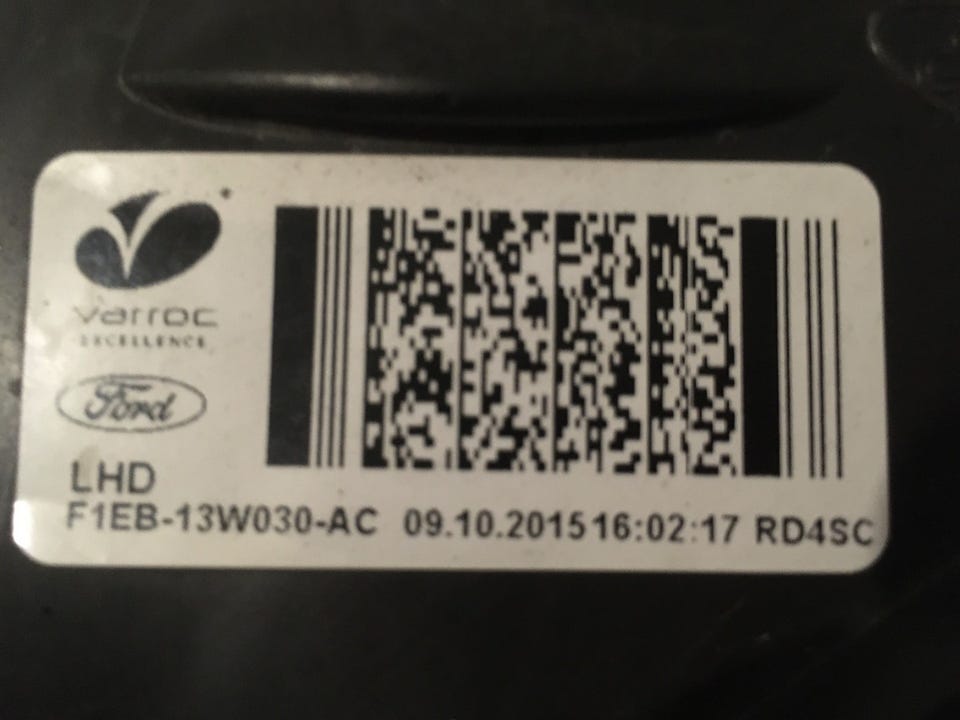 varroc
EXCELLENCE
Ford
LHD
F1EB-13W030-AC 09.10.2015 16:02:17 RD4SC